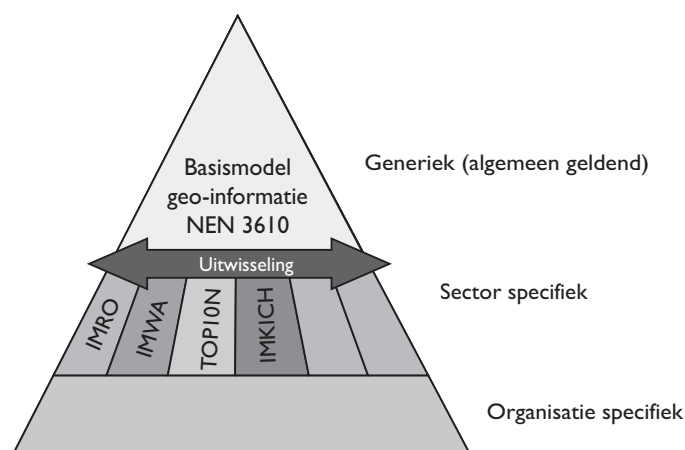 Basismodel
geo-informatie
NEN 3610
Generiek (algemeen geldend)
Uitwisseling
Sector specifiek
IMRO
IMWA
TOP10N
IMKICH
Organisatie specifiek